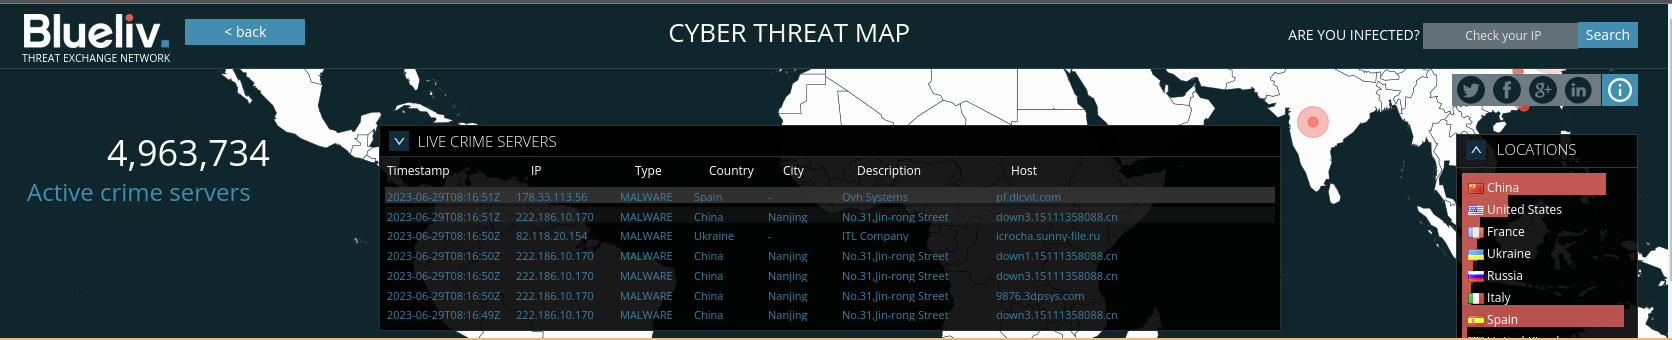 Blueliv.
THREAT EXCHANGE NETWORK
< back
CYBER THREAT MAP
ARE YOU INFECTED? Check your IP Search
4,963,734
Active crime servers
LIVE CRIME SERVERS
Timestamp IP Type Country City Description Host
2023-06-29T08:16:51Z 178.33.113.56 MALWARE Spain - Ovh Systems pf.dlcvit.com
2023-06-29T08:16:51Z 222.186.10.170 MALWARE China Nanjing No.31,Jin-rong Street down3.15111358088.cn
2023-06-29T08:16:50Z 82.118.20.154 MALWARE Ukraine - ITL Company icrocha.sunny-file.ru
2023-06-29T08:16:50Z 222.186.10.170 MALWARE China Nanjing No.31,Jin-rong Street down1.15111358088.cn
2023-06-29T08:16:50Z 222.186.10.170 MALWARE China Nanjing No.31,Jin-rong Street down3.15111358088.cn
2023-06-29T08:16:50Z 222.186.10.170 MALWARE China Nanjing No.31,Jin-rong Street 9876.3dpsys.com
2023-06-29T08:16:49Z 222.186.10.170 MALWARE China Nanjing No.31,Jin-rong Street down3.15111358088.cn
LOCATIONS
China
United States
France
Ukraine
Russia
Italy
Spain